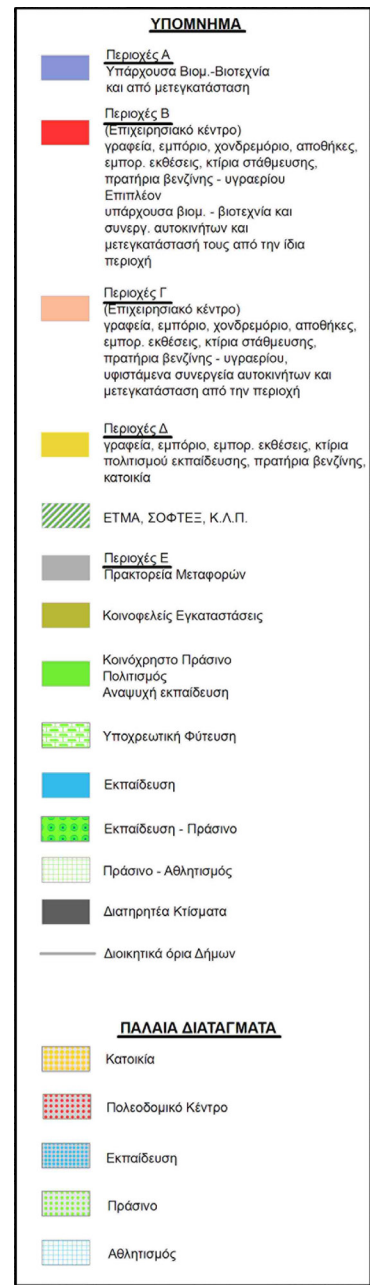 ΥΠΟΜΝΗΜΑ
Περιοχές Α
Υπάρχουσα Βιομ.-Βιοτεχνία
και από μετεγκατάσταση
Περιοχές Β
(Επιχειρησιακό κέντρο)
γραφεία, εμπόριο, χονδρεμόριο, αποθήκες,
εμπορ. εκθέσεις, κτίρια στάθμευσης,
πρατήρια βενζίνης - υγραερίου
Επιπλέον
υπάρχουσα βιομ. - βιοτεχνία και
συνεργ. αυτοκινήτων και
μετεγκατάστασή τους από την ίδια
περιοχή
Περιοχές Γ
(Επιχειρησιακό κέντρο)
γραφεία, εμπόριο, χονδρεμόριο, αποθήκες,
εμπορ. εκθέσεις, κτίρια στάθμευσης,
πρατήρια βενζίνης - υγραερίου,
υφιστάμενα συνεργεία αυτοκινήτων και
μετεγκατάσταση από την περιοχή
Περιοχές Δ
γραφεία, εμπόριο, εμπορ. εκθέσεις, κτίρια
πολιτισμού εκπαίδευσης, πρατήρια βενζίνης,
κατοικία
ΕΤΜΑ, ΣΟΦΤΕΞ, Κ.Λ.Π.
Περιοχές Ε
Πρακτορεία Μεταφορών
Κοινοφελείς Εγκαταστάσεις
Κοινόχρηστο Πράσινο
Πολιτισμός
Αναψυχή εκπαίδευση
Υποχρεωτική Φύτευση
Εκπαίδευση
Εκπαίδευση - Πράσινο
Πράσινο - Αθλητισμός
Διατηρητέα Κτίσματα
Διοικητικά όρια Δήμων
ΠΑΛΑΙΑ ΔΙΑΤΑΓΜΑΤΑ
Κατοικία
Πολεοδομικό Κέντρο
Εκπαίδευση
Πράσινο
Αθλητισμός